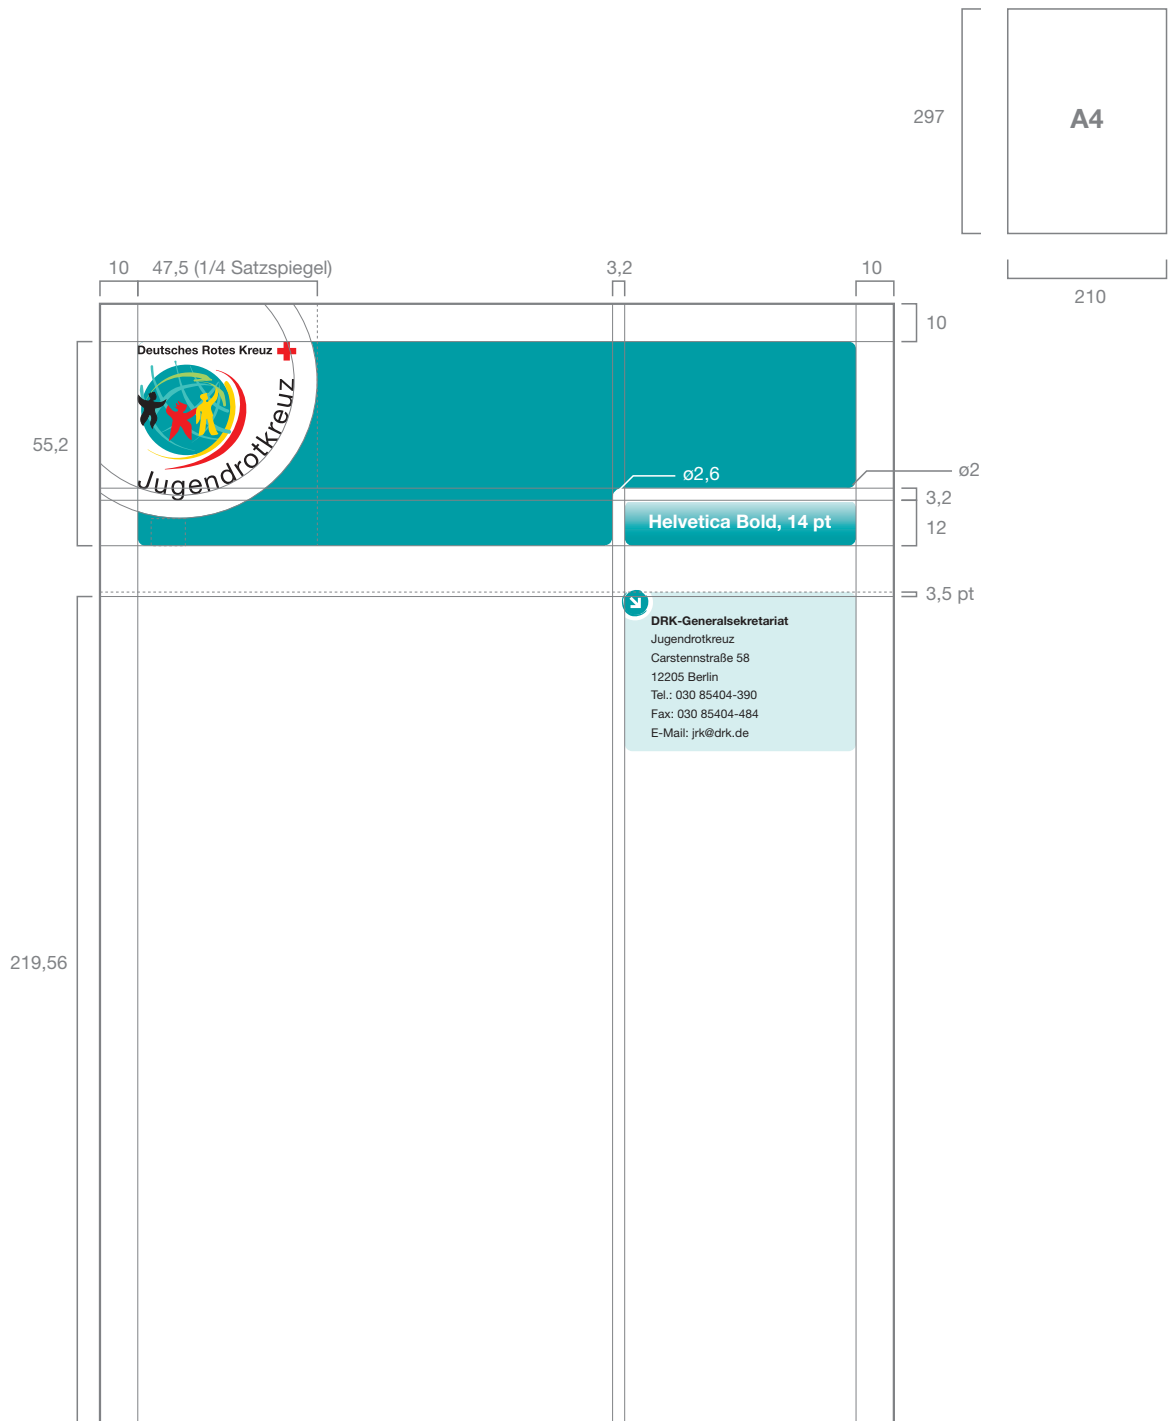 297
A4
210
10
47,5 (1/4 Satzspiegel)
3,2
10
10
Deutsches Rotes Kreuz
Jugendrotkreuz
55,2
ø2,6
ø2
3,2
Helvetica Bold, 14 pt
12
3,5 pt
DRK-Generalsekretariat
Jugendrotkreuz
Carstennstraße 58
12205 Berlin
Tel.: 030 85404-390
Fax: 030 85404-484
E-Mail: jrk@drk.de
219,56